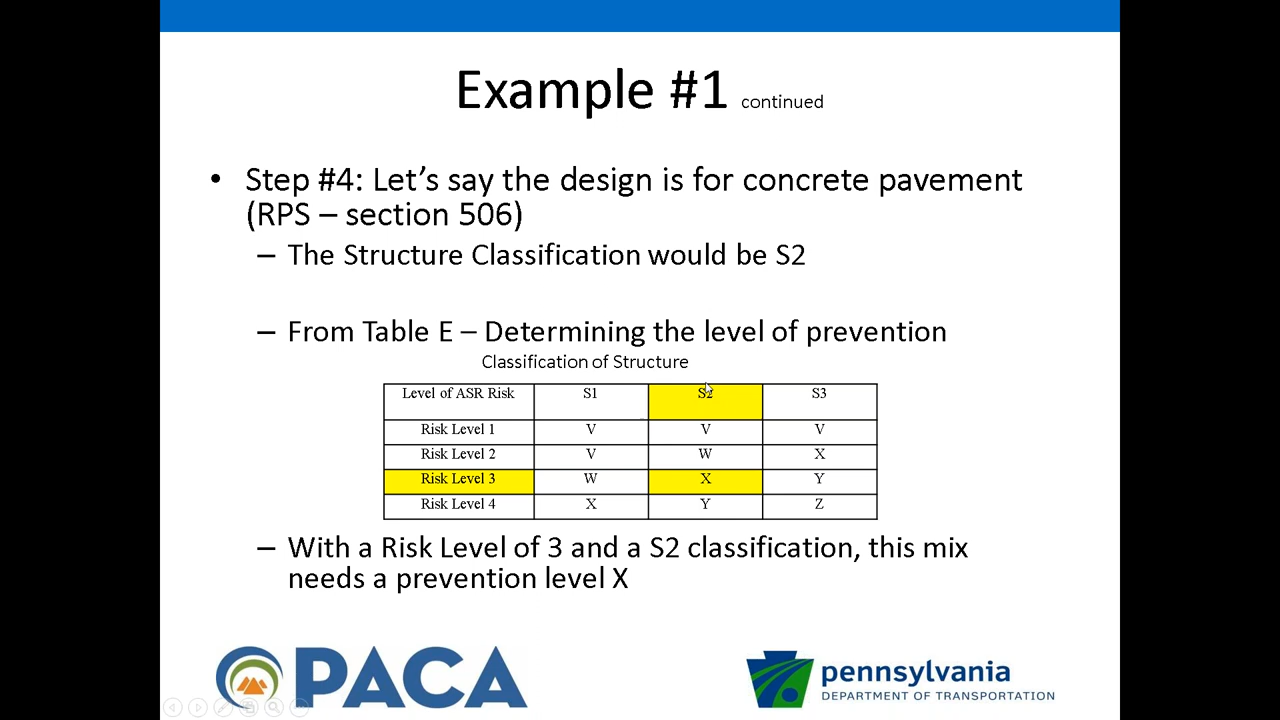 Example #1 continued
• Step #4: Let’s say the design is for concrete pavement
(RPS – section 506)
– The Structure Classification would be S2
– From Table E – Determining the level of prevention
Classification of Structure
Level of ASR Risk S1 S2 S3
Risk Level 1 V V V
Risk Level 2 V W X
Risk Level 3 W X Y
Risk Level 4 X Y Z
– With a Risk Level of 3 and a S2 classification, this mix
needs a prevention level X
PACA
pennsylvania
DEPARTMENT OF TRANSPORTATION